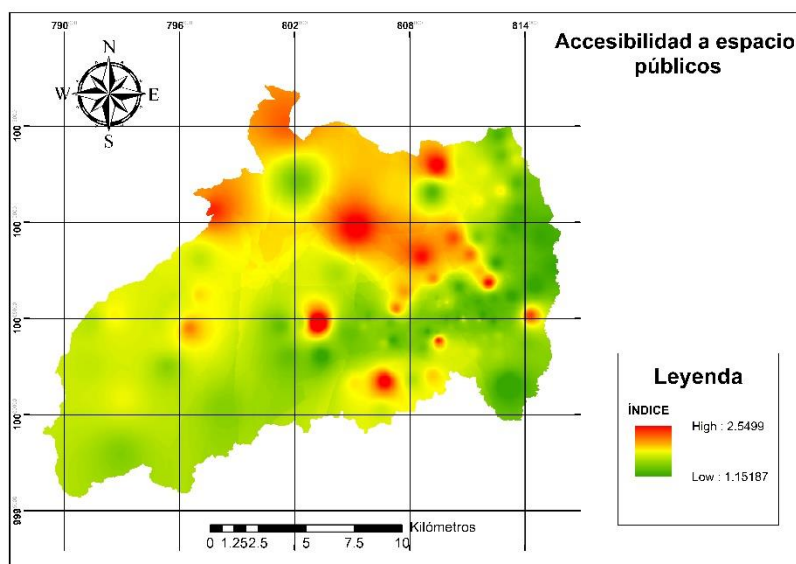 790 796 802 808 814
Accesibilidad a espacio
públicos
N
W E
S
100
100
100
100
999
Leyenda
ÍNDICE
High : 2.5499
Low : 1.15187
Kilómetros
0 1.25 2.5 5 7.5 10